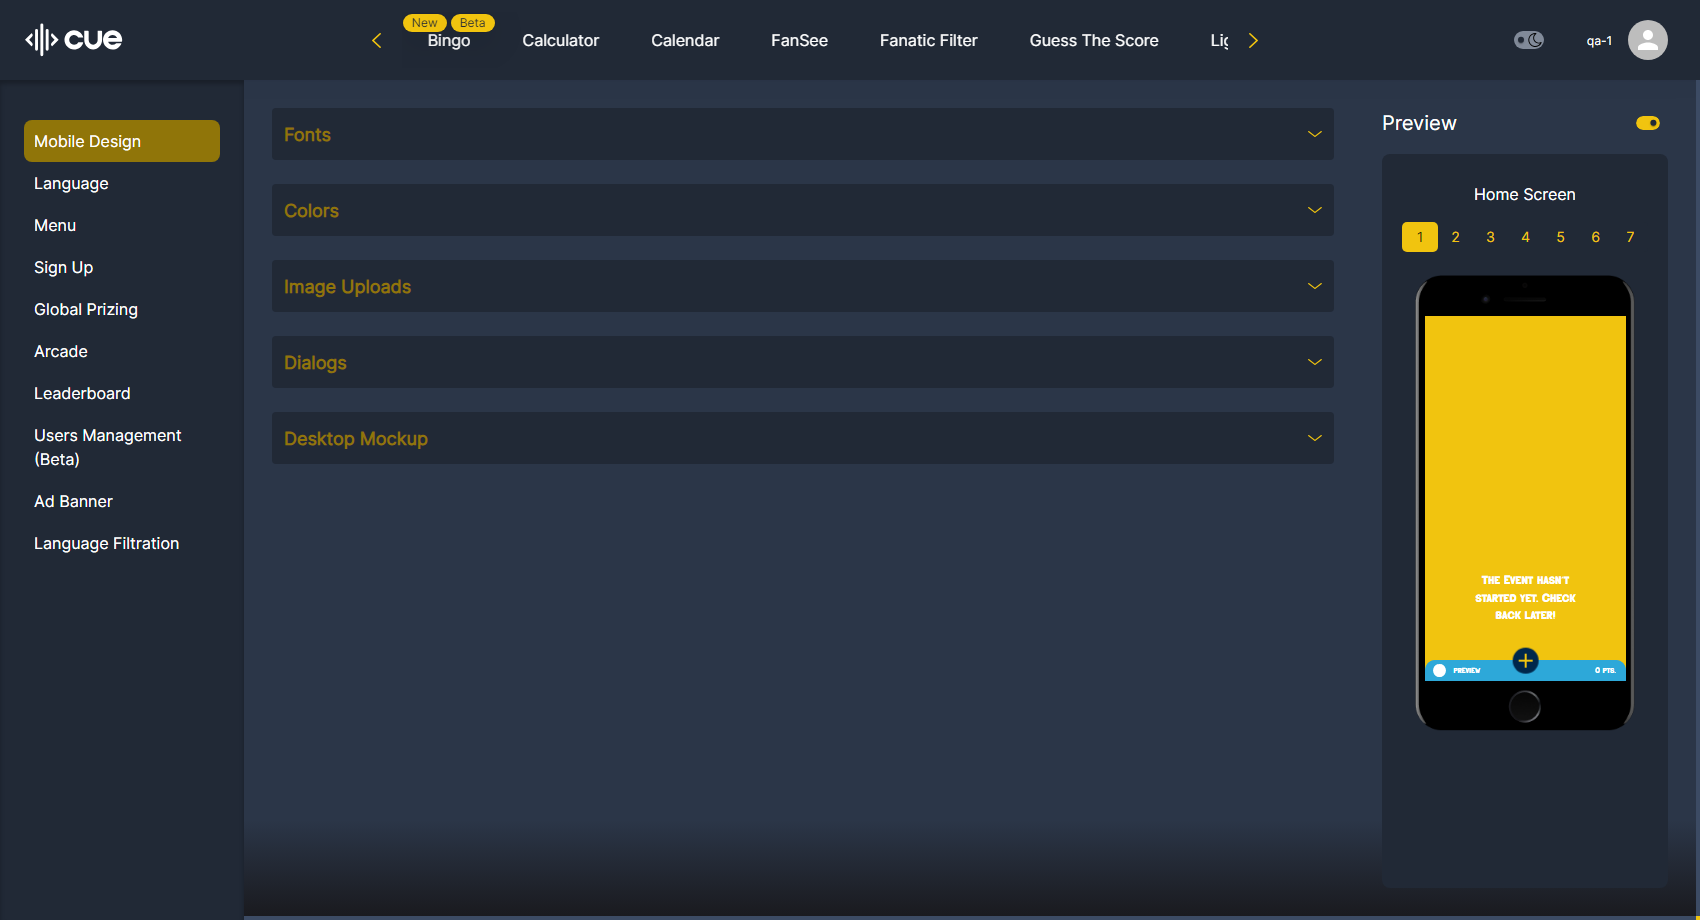 cue
New Beta
Bingo
Calculator
Calendar
FanSee
Fanatic Filter
Guess The Score
qa-1
Mobile Design
Language
Menu
Sign Up
Global Prizing
Arcade
Leaderboard
Users Management
(Beta)
Ad Banner
Language Filtration
Fonts
Colors
Image Uploads
Dialogs
Desktop Mockup
Preview
Home Screen
1 2 3 4 5 6 7
The Event hasn't
started yet. Check
back later!
PREVIEW
0 PTS.